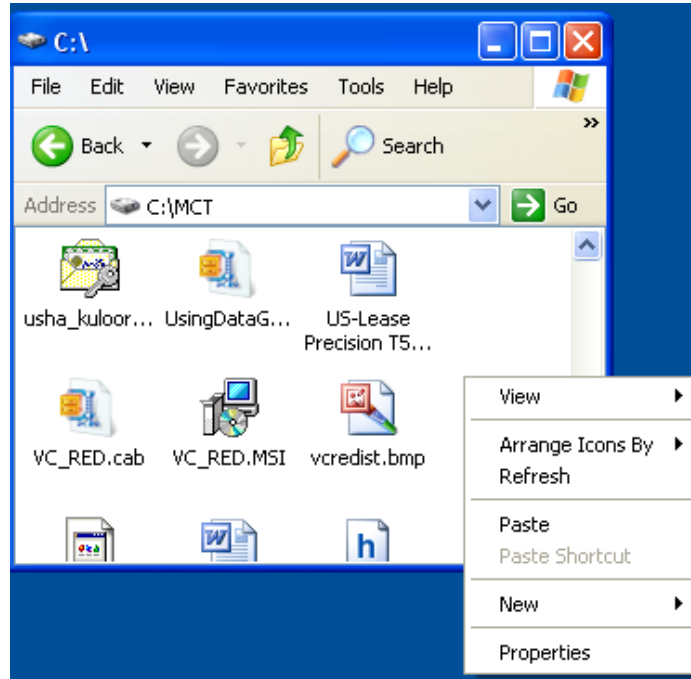 C:\
File Edit View Favorites Tools Help
Back Search »
Address C:\MCT Go
usha_kuloor... UsingDataG... US-Lease
Precision T5...
VC_RED.cab VC_RED.MSI vcredist.bmp
View
Arrange Icons By
Refresh
Paste
Paste Shortcut
New
Properties